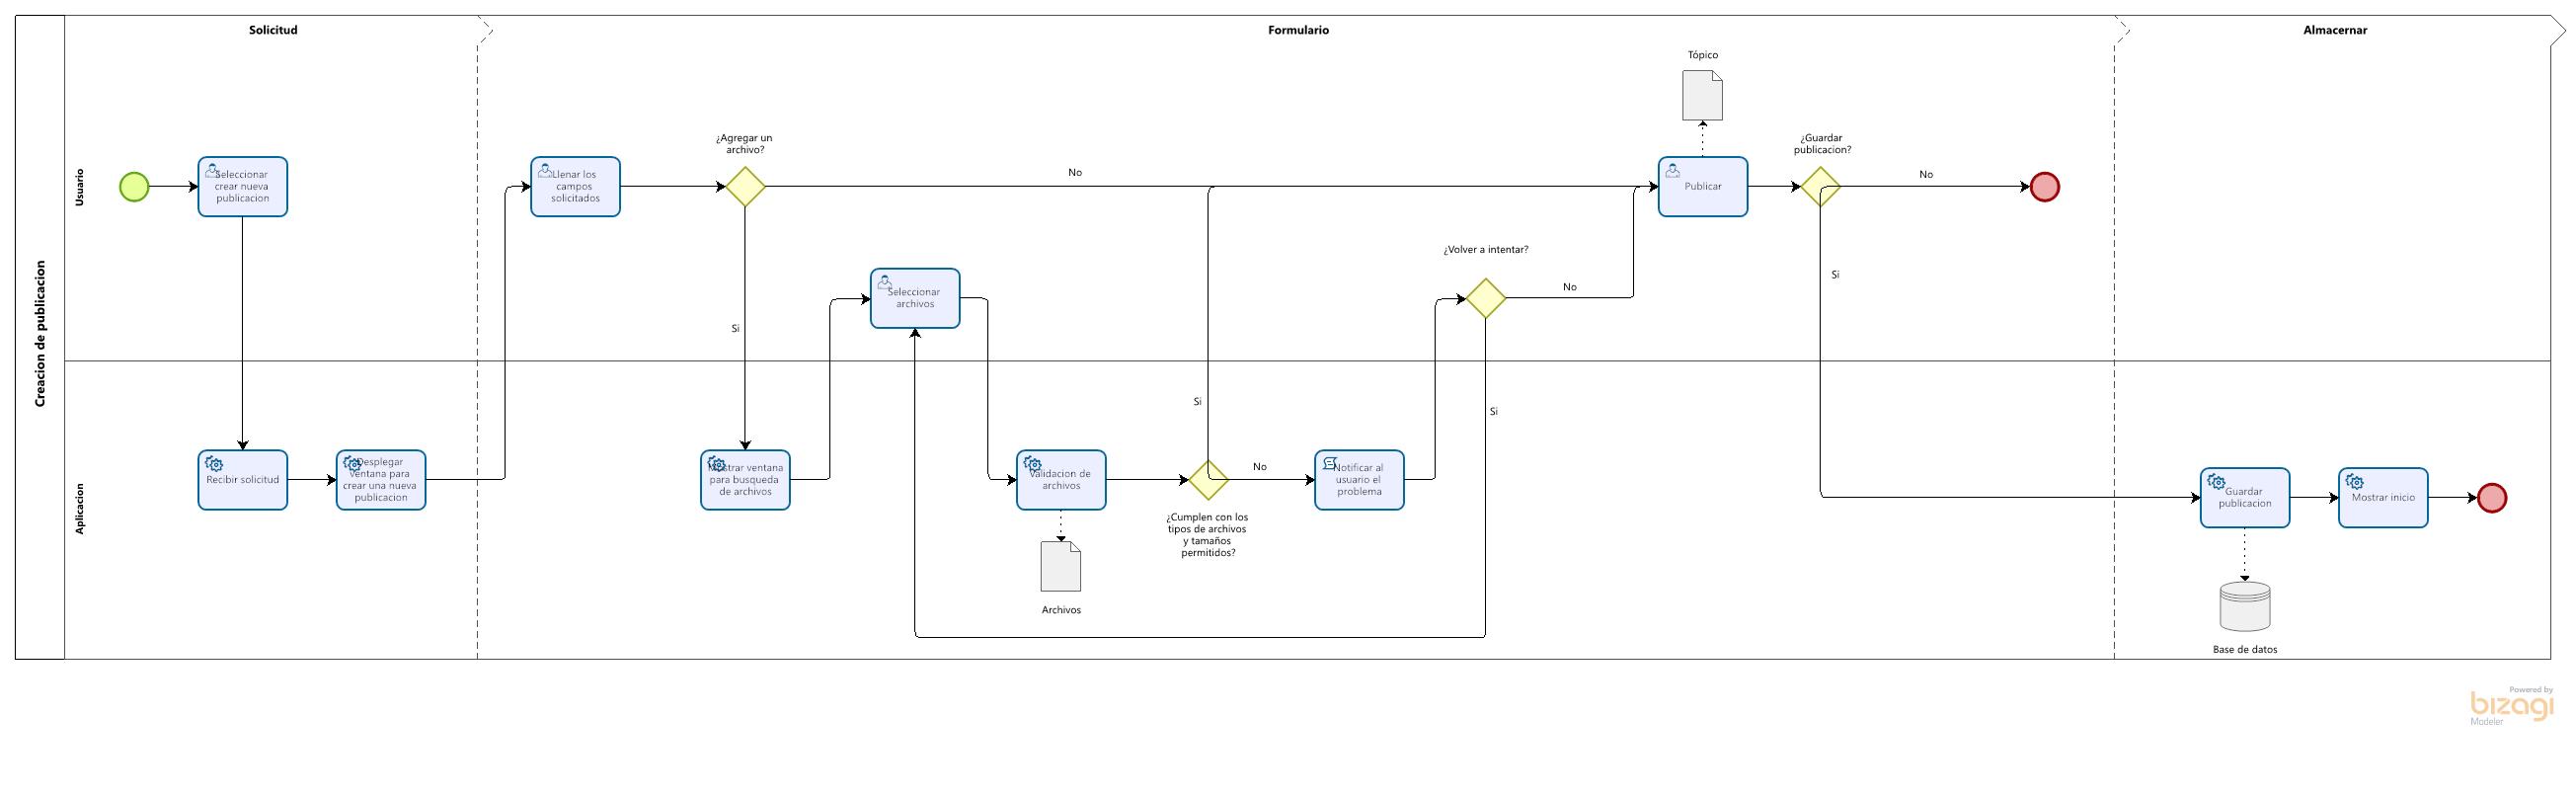 Solicitud
Formulario
Almacernar
Creacion de publicacion
Usuario
Aplicacion
Seleccionar
crear nueva
publicacion
Recibir solicitud
Desplegar
ventana para
crear una nueva
publicacion
Llenar los
campos
solicitados
¿Agregar un
archivo?
No
Si
Mostrar ventana
para busqueda
de archivos
Seleccionar
archivos
Validacion de
archivos
Archivos
¿Cumplen con los
tipos de archivos
y tamaños
permitidos?
Si
No
Notificar al
usuario el
problema
¿Volver a intentar?
No
Si
Tópico
Publicar
¿Guardar
publicacion?
No
Si
Guardar
publicacion
Base de datos
Mostrar inicio
Powered by
bizagi
Modeler